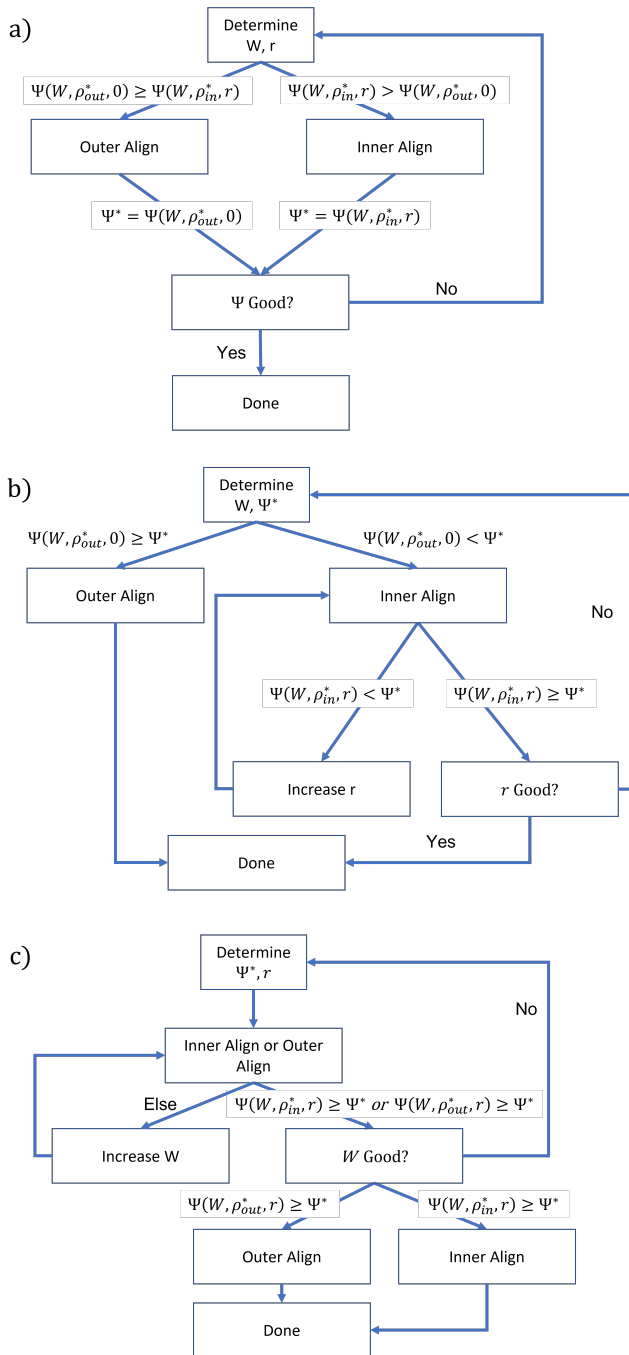 a)
Determine
W, r
Ψ(W, ρ*out, 0) ≥ Ψ(W, ρ*in, r)
Ψ(W, ρ*in, r) > Ψ(W, ρ*out, 0)
Outer Align
Inner Align
Ψ* = Ψ(W, ρ*out, 0)
Ψ* = Ψ(W, ρ*in, r)
Ψ Good?
No
Yes
Done
b)
Determine
W, Ψ*
Ψ(W, ρ*out, 0) ≥ Ψ*
Ψ(W, ρ*out, 0) < Ψ*
Outer Align
Inner Align
No
Ψ(W, ρ*in, r) < Ψ*
Ψ(W, ρ*in, r) ≥ Ψ*
Increase r
r Good?
Yes
Done
c)
Determine
Ψ*, r
No
Inner Align or Outer
Align
Else
Ψ(W, ρ*in, r) ≥ Ψ* or Ψ(W, ρ*out, r) ≥ Ψ*
Increase W
W Good?
Ψ(W, ρ*out, r) ≥ Ψ*
Ψ(W, ρ*in, r) ≥ Ψ*
Outer Align
Inner Align
Done